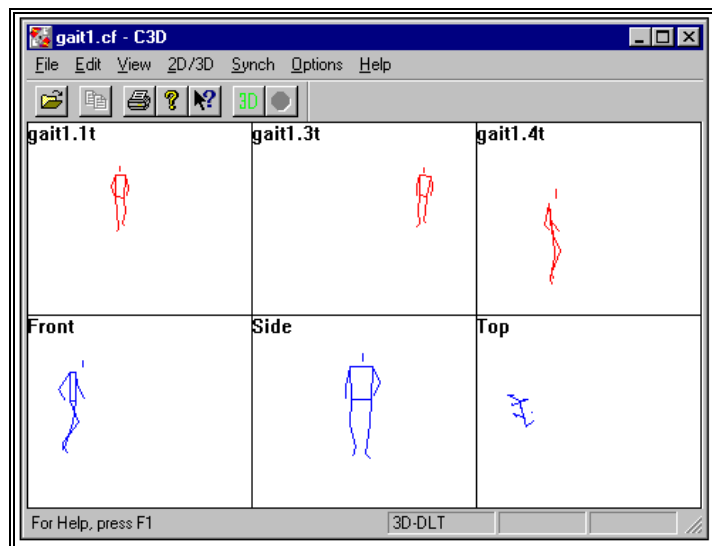 gait1.cf - C3D
File Edit View 2D/3D Synch Options Help
3D
gait1.1t gait1.3t gait1.4t
Front Side Top
For Help, press F1 3D-DLT